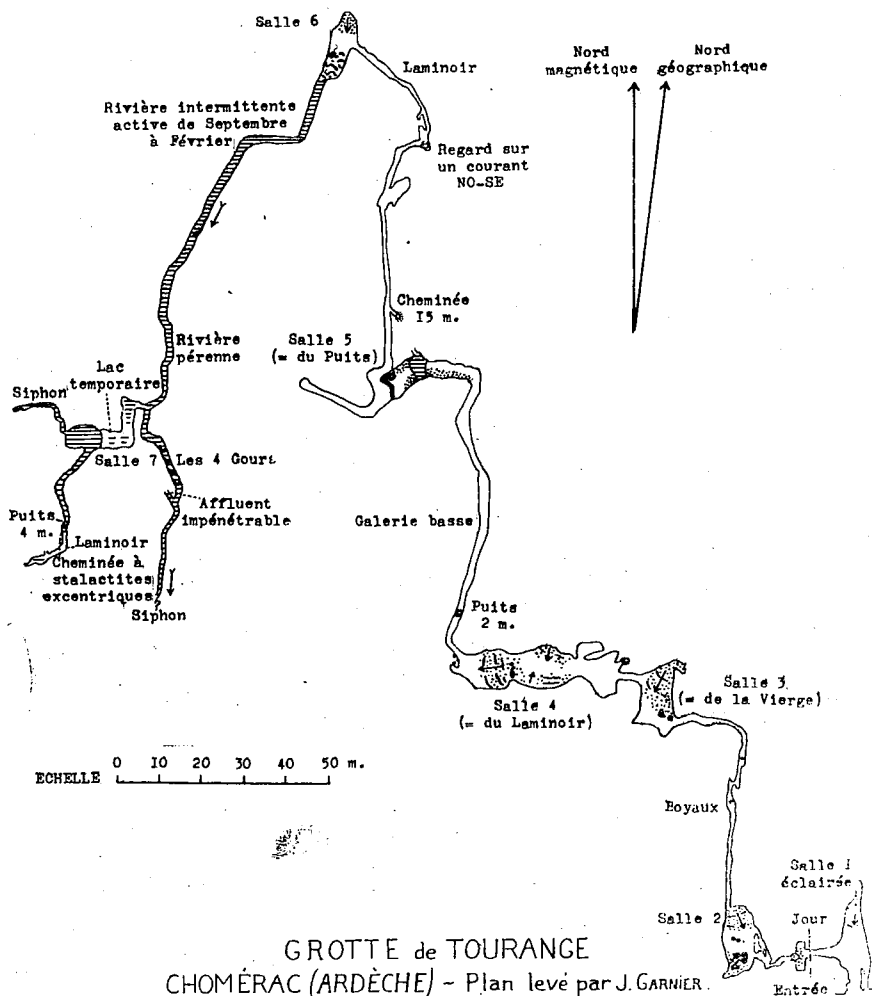 Salle 6
Laminoir
Nord
magnétique
Nord
géographique
Rivière intermittente
active de Septembre
à Février
Regard sur
un courant
NO-SE
Cheminée
15 m.
Salle 5
(= du Puits)
Rivière
pérenne
Lac
temporaire
Siphon
Salle 7
Les 4 Gours
Affluent
impénétrable
Puits
4 m.
Laminoir
Cheminée à
stalactites
excentriques
Siphon
Galerie basse
Puits
2 m.
Salle 4
(= du Laminoir)
Salle 3
(= de la Vierge)
ECHELLE 0 10 20 30 40 50 m.
Boyaux
Salle 1
éclairée
Salle 2
Jour
Entrée
GROTTE de TOURANGE
CHOMÉRAC (ARDÈCHE) - Plan levé par J. GARNIER.